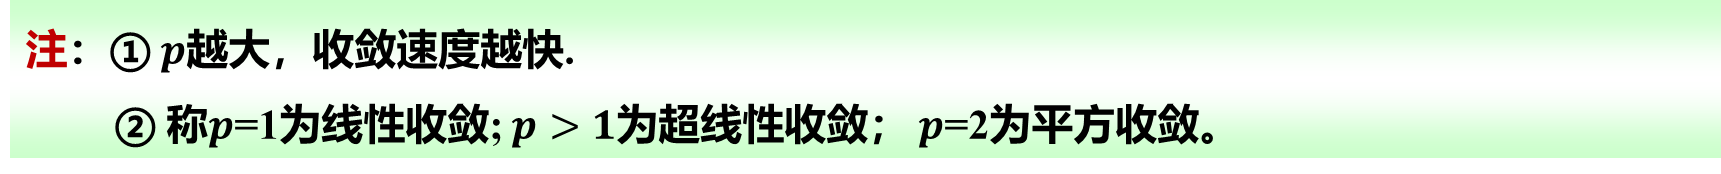 注：① p越大，收敛速度越快.
② 称p=1为线性收敛; p > 1为超线性收敛； p=2为平方收敛。